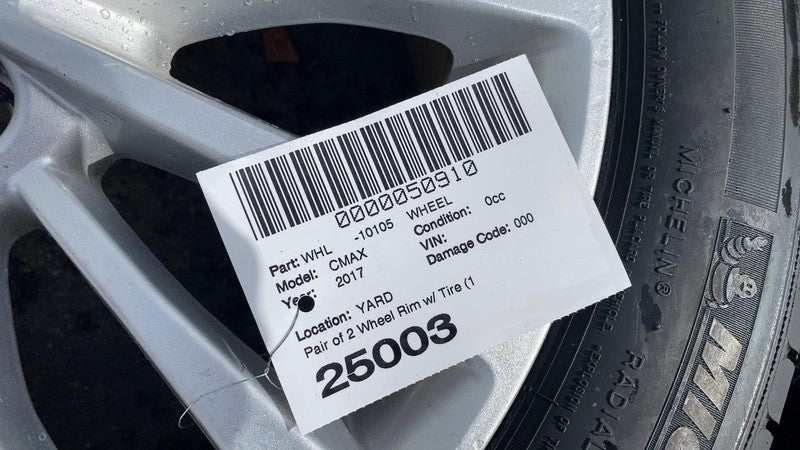 0000050910
Part: WHL -10105 WHEEL
Model: CMAX Condition: 0cc
Year: 2017 VIN:
Damage Code: 000
Location: YARD
Pair of 2 Wheel Rim w/ Tire (1
25003
MICHELIN®
RADIAL
MIC